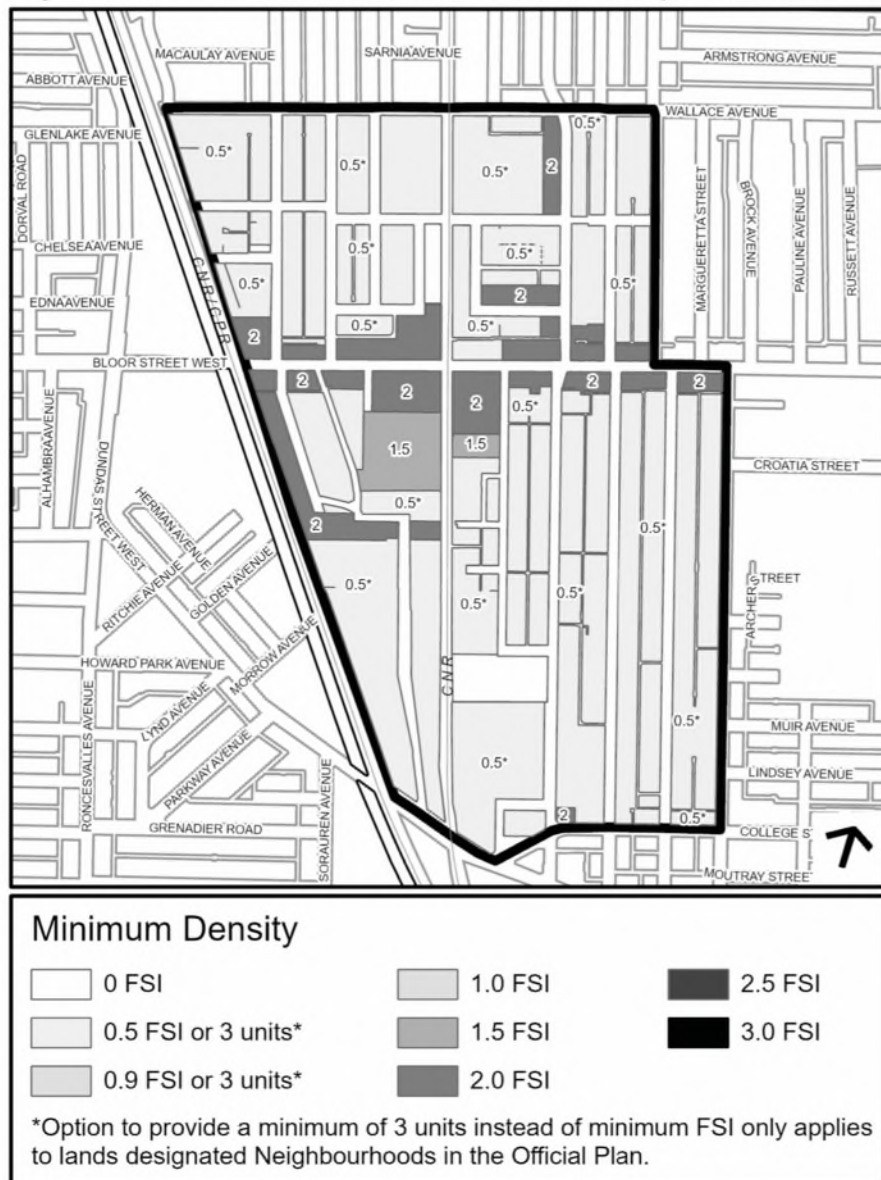 MACAULAY AVENUE
SARNIA AVENUE
ARMSTRONG AVENUE
ABBOTT AVENUE
WALLACE AVENUE
GLENLAKE AVENUE
DORVAL ROAD
0.5*
0.5*
0.5*
2
0.5*
MARGUERETTA STREET
BROCK AVENUE
PAULINE AVENUE
RUSSETT AVENUE
CHELSEA AVENUE
CNR/CPR
0.5*
0.5*
0.5*
0.5*
EDNA AVENUE
2
2
0.5*
0.5*
BLOOR STREET WEST
2
2
2
0.5*
2
2
ALHAMBRA AVENUE
DUNDAS STREET WEST
1.5
1.5
CROATIA STREET
HERMAN AVENUE
0.5*
2
0.5*
RITCHIE AVENUE
GOLDEN AVENUE
0.5*
0.5*
0.5*
ARCHER STREET
HOWARD PARK AVENUE
MORROW AVENUE
CNR
LYND AVENUE
RONCESVALLES AVENUE
PARKWAY AVENUE
SORAUREN AVENUE
0.5*
0.5*
MUIR AVENUE
LINDSEY AVENUE
GRENADIER ROAD
2
0.5*
COLLEGE S
MOUTRAY STREET
Minimum Density
0 FSI
1.0 FSI
2.5 FSI
0.5 FSI or 3 units*
1.5 FSI
3.0 FSI
0.9 FSI or 3 units*
2.0 FSI
*Option to provide a minimum of 3 units instead of minimum FSI only applies
to lands designated Neighbourhoods in the Official Plan.